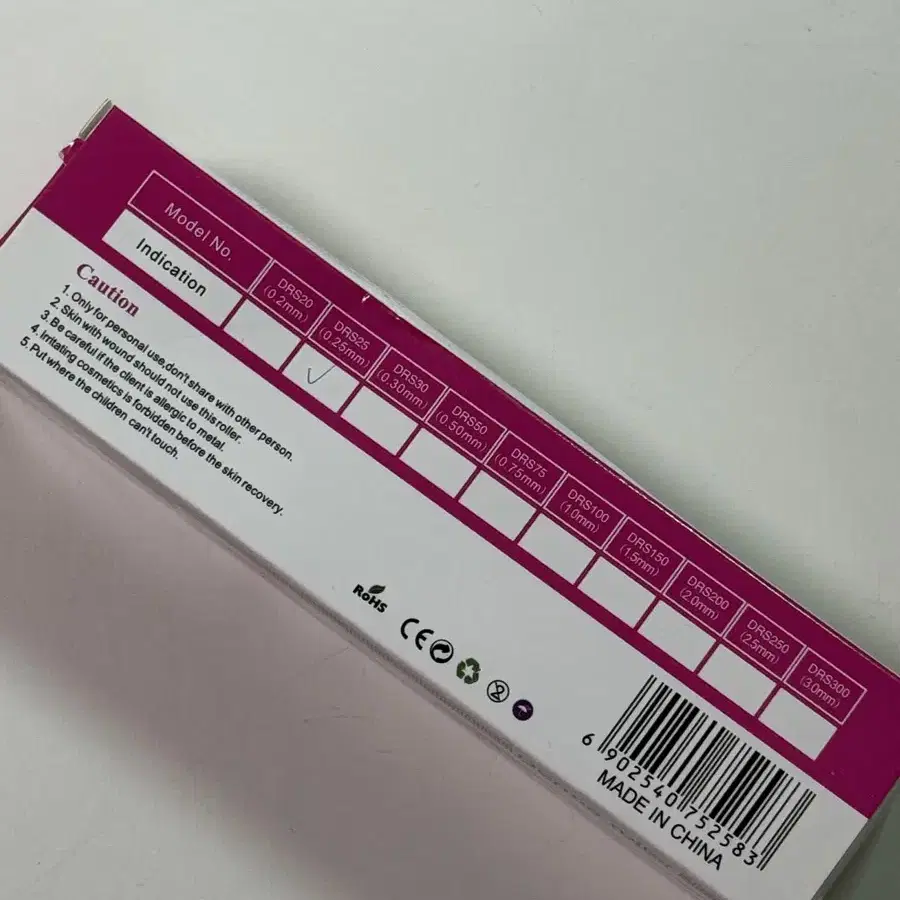 Model No.
DRS20
(0.2mm)
DRS25
(0.25mm)
DRS30
(0.30mm)
DRS50
(0.50mm)
DRS75
(0.75mm)
DRS100
(1.0mm)
DRS150
(1.5mm)
DRS200
(2.0mm)
DRS250
(2.5mm)
DRS300
(3.0mm)
Indication
Caution
1. Only for personal use,don't share with other person.
2. Skin with wound should not use this roller.
3. Be careful if the client is allergic to metal.
4. Irritating cosmetics is forbidden before the skin recovery.
5. Put where the children can't touch.
RoHS
CE
2
6 902540 752583
MADE IN CHINA